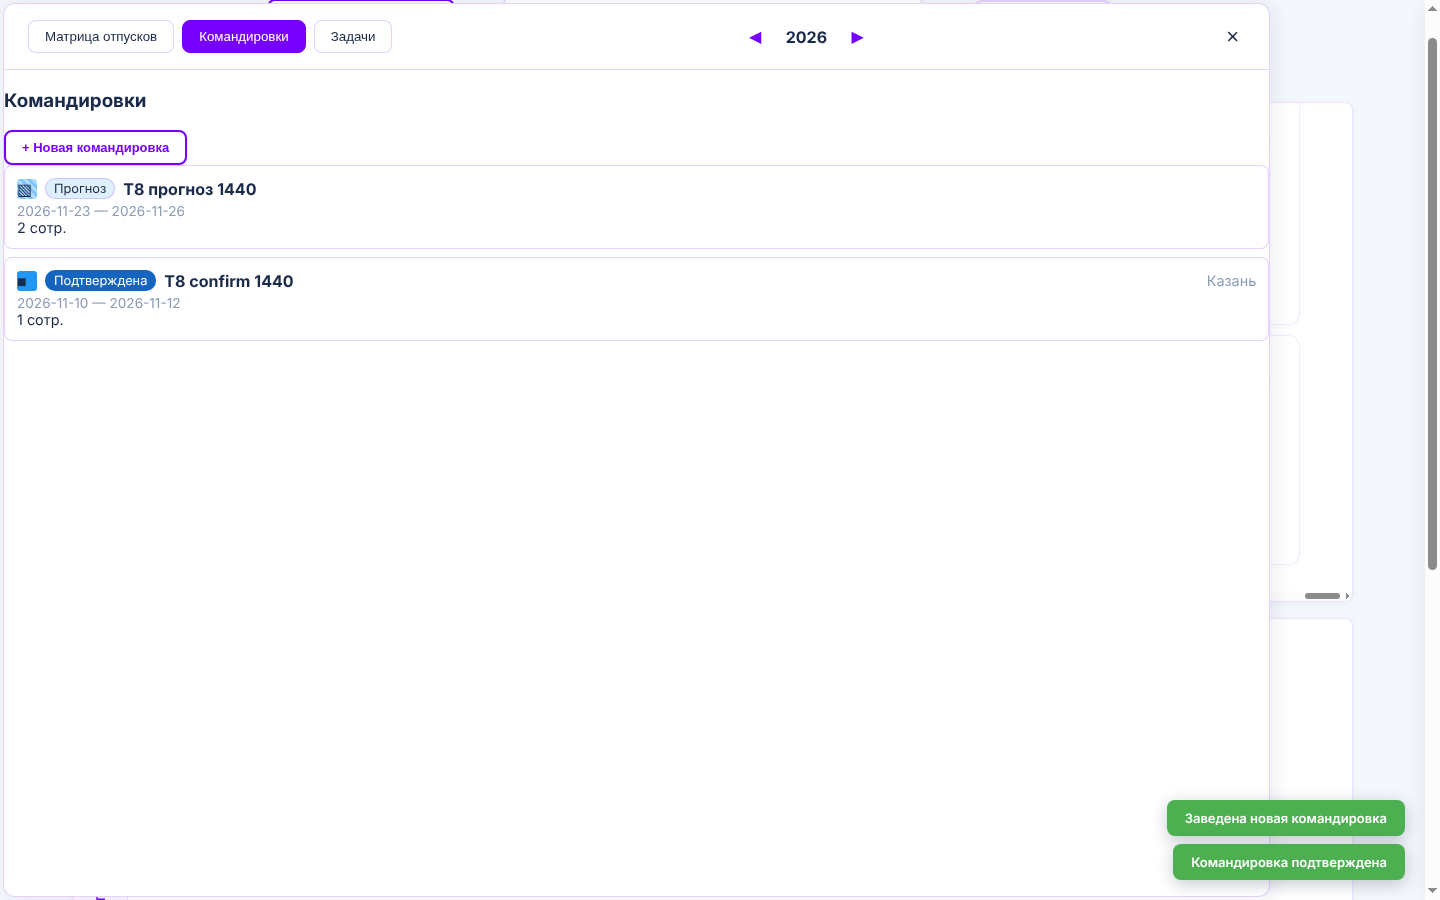 Матрица отпусков
Командировки
Задачи
◀ 2026 ▶
×
Командировки
+ Новая командировка
Прогноз T8 прогноз 1440
2026-11-23 — 2026-11-26
2 сотр.
Подтверждена T8 confirm 1440
Казань
2026-11-10 — 2026-11-12
1 сотр.
Заведена новая командировка
Командировка подтверждена